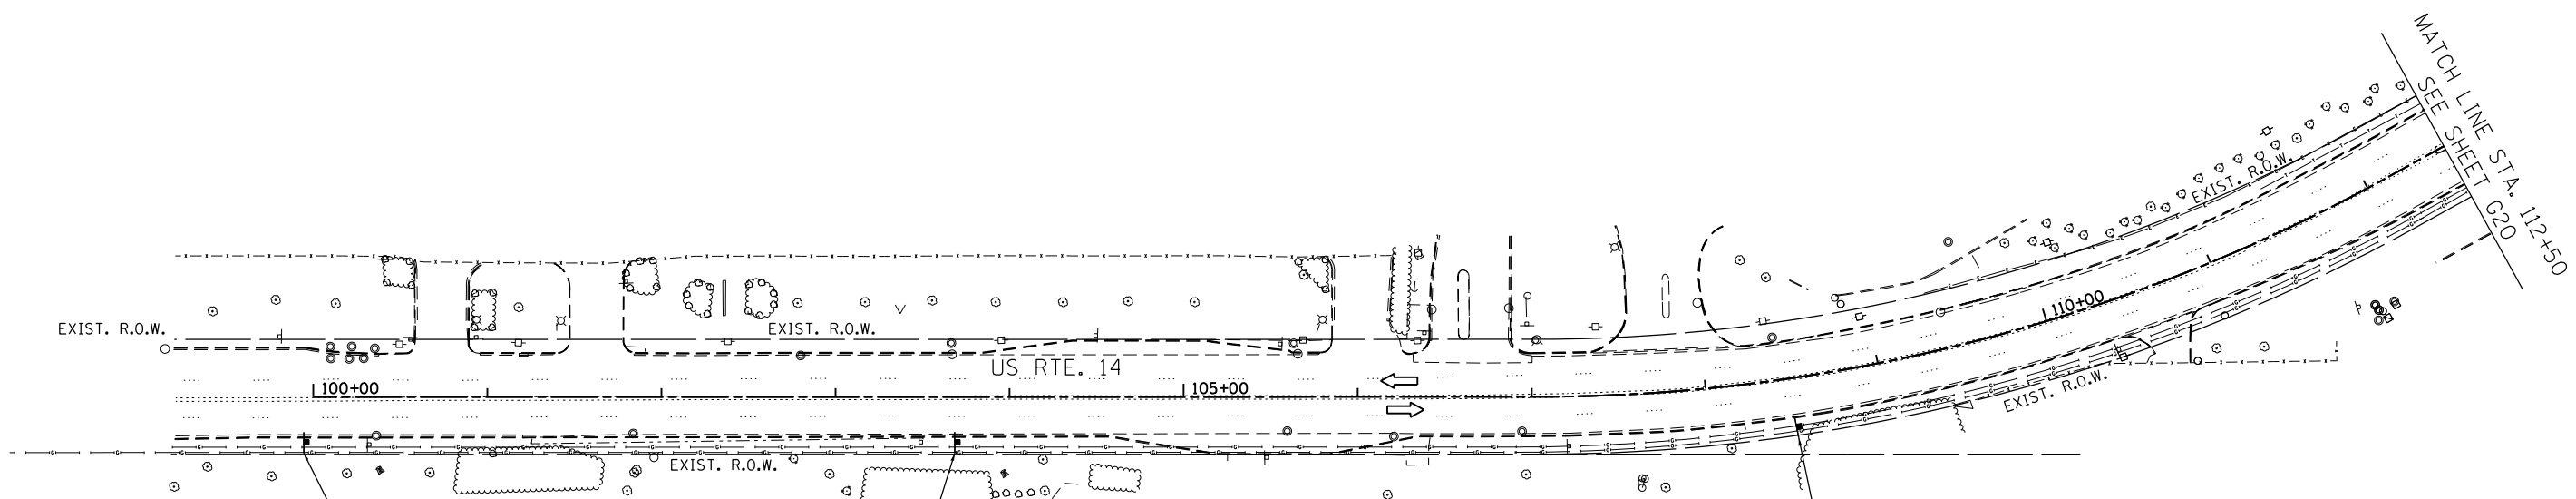 MATCH LINE STA. 112+50
SEE SHEET G20
EXIST. R.O.W.
EXIST. R.O.W.
EXIST. R.O.W.
110+00
US RTE. 14
100+00
105+00
EXIST. R.O.W.
EXIST. R.O.W.